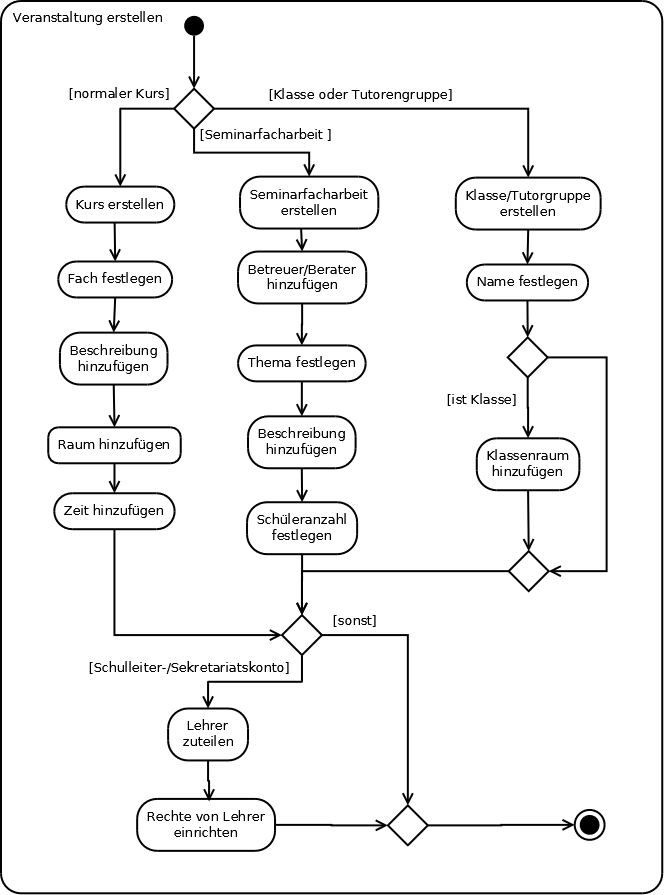 Veranstaltung erstellen
[normaler Kurs]
[Klasse oder Tutorengruppe]
[Seminarfacharbeit ]
Kurs erstellen
Fach festlegen
Beschreibung
hinzufügen
Raum hinzufügen
Zeit hinzufügen
Seminarfacharbeit
erstellen
Betreuer/Berater
hinzufügen
Thema festlegen
Beschreibung
hinzufügen
Schüleranzahl
festlegen
Klasse/Tutorgruppe
erstellen
Name festlegen
[ist Klasse]
Klassenraum
hinzufügen
[sonst]
[Schulleiter-/Sekretariatskonto]
Lehrer
zuteilen
Rechte von Lehrer
einrichten